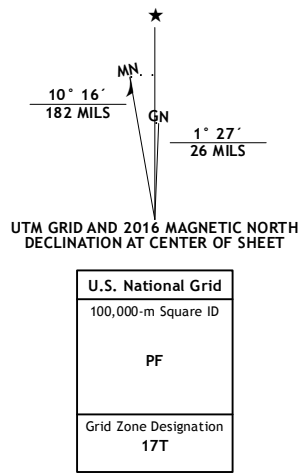 MN
10° 16´
182 MILS
GN
1° 27´
26 MILS
UTM GRID AND 2016 MAGNETIC NORTH
DECLINATION AT CENTER OF SHEET
U.S. National Grid
100,000-m Square ID
PF
Grid Zone Designation
17T